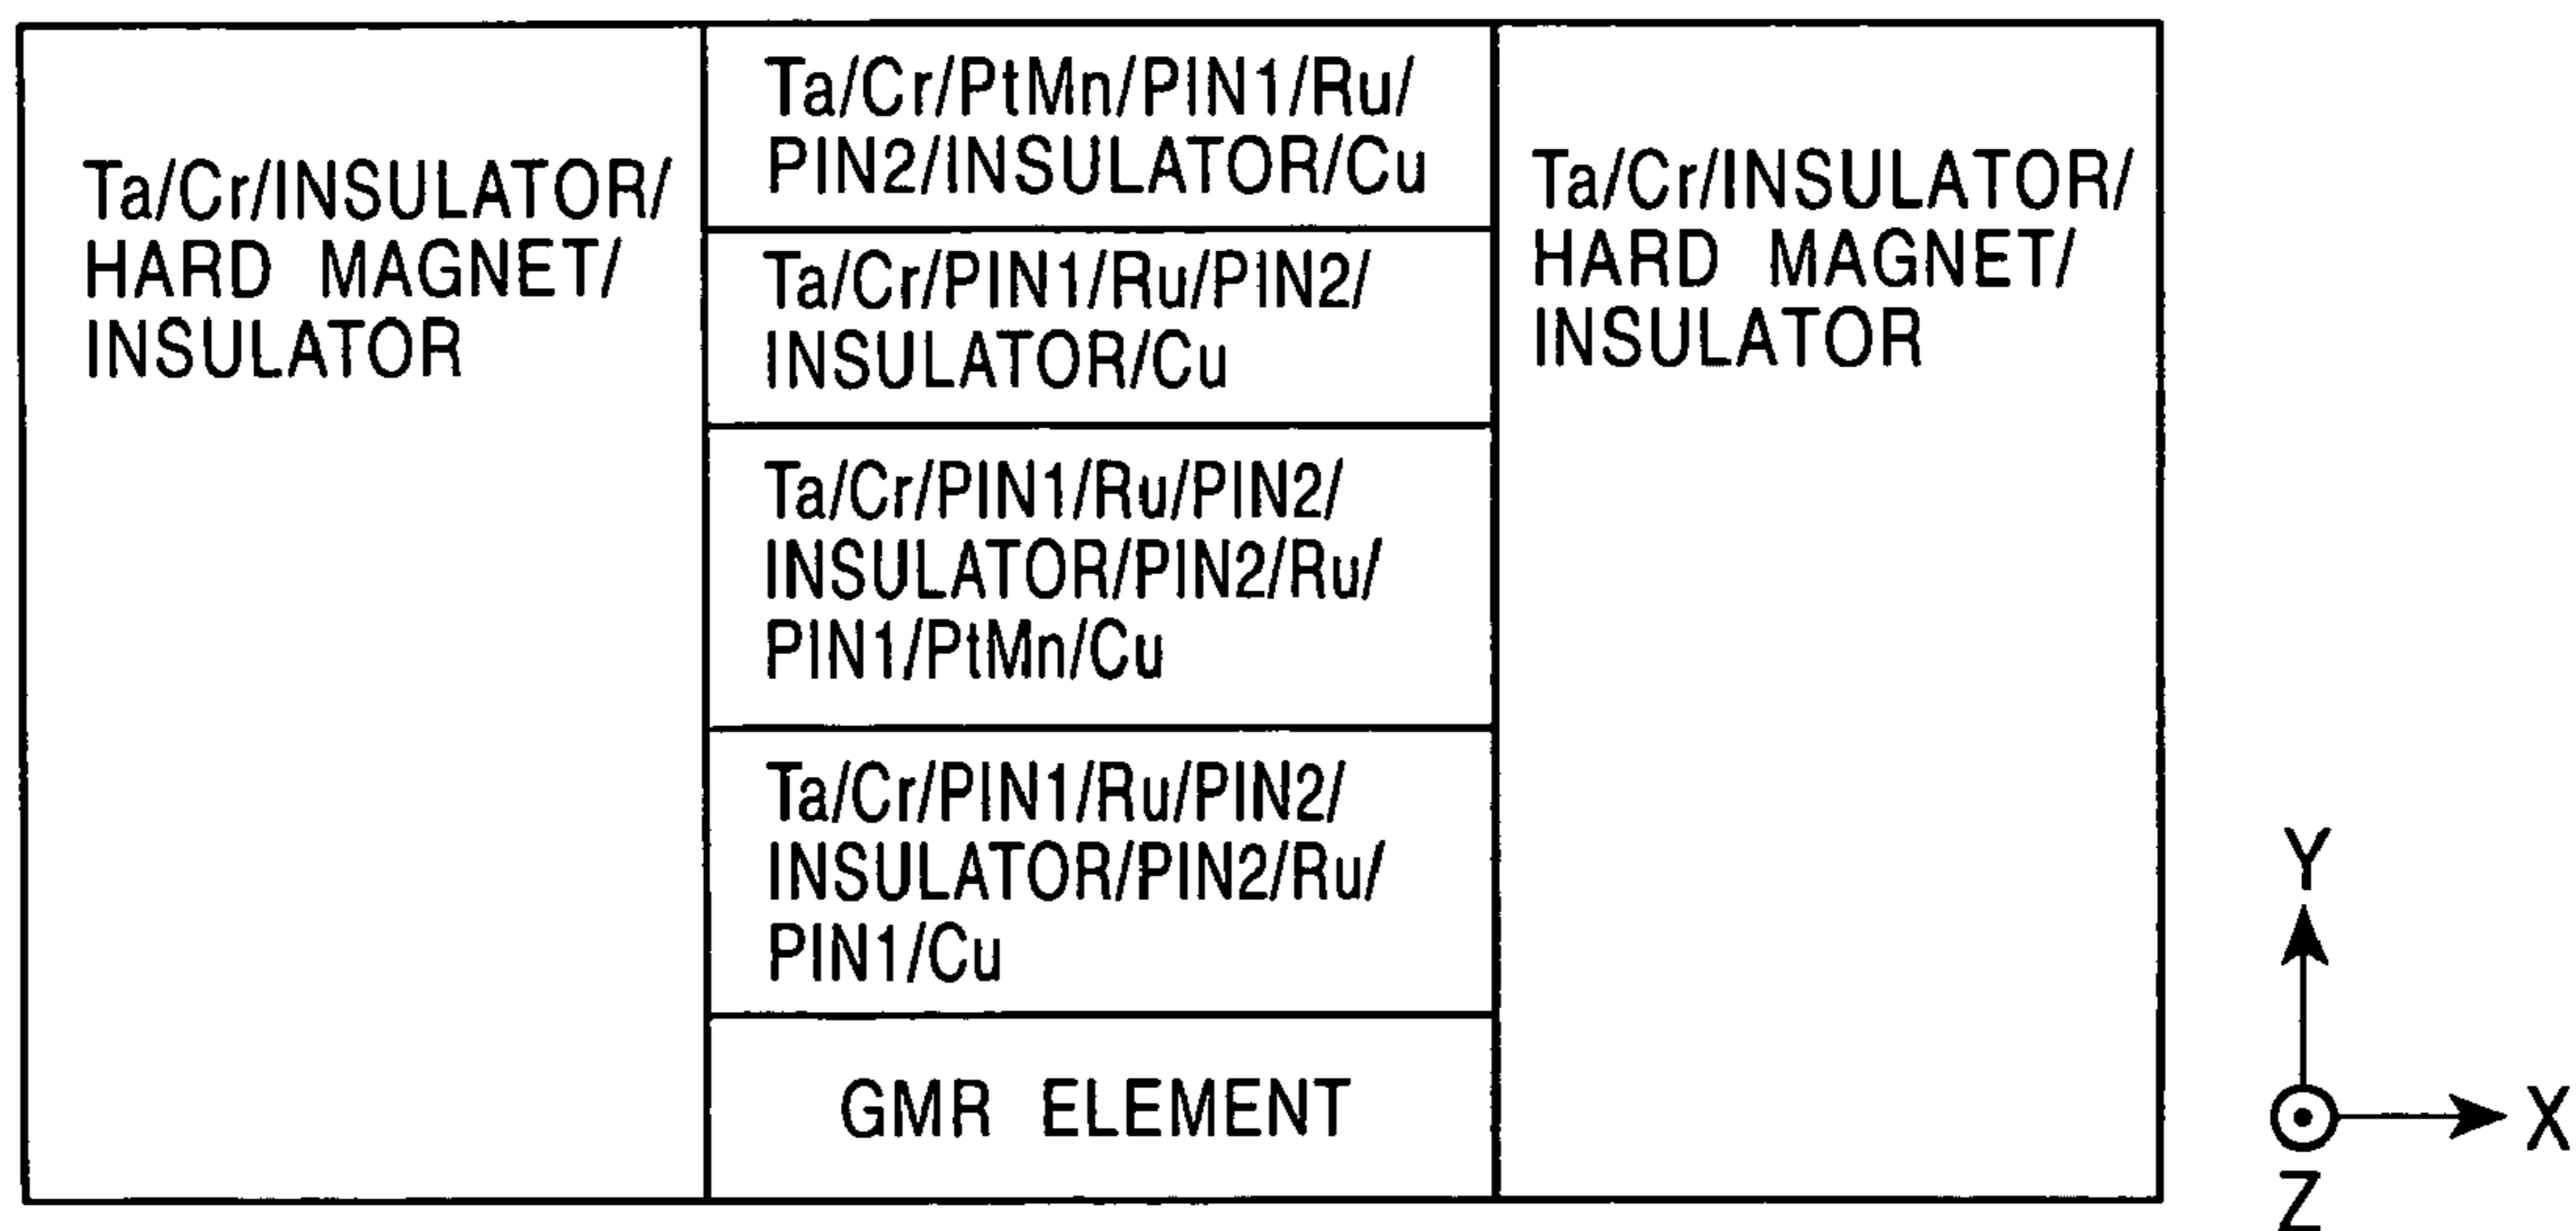 Ta/Cr/INSULATOR/
HARD MAGNET/
INSULATOR
Ta/Cr/PtMn/PIN1/Ru/
PIN2/INSULATOR/Cu
Ta/Cr/PIN1/Ru/PIN2/
INSULATOR/Cu
Ta/Cr/PIN1/Ru/PIN2/
INSULATOR/PIN2/Ru/
PIN1/PtMn/Cu
Ta/Cr/PIN1/Ru/PIN2/
INSULATOR/PIN2/Ru/
PIN1/Cu
GMR ELEMENT
Ta/Cr/INSULATOR/
HARD MAGNET/
INSULATOR
Y
X
Z